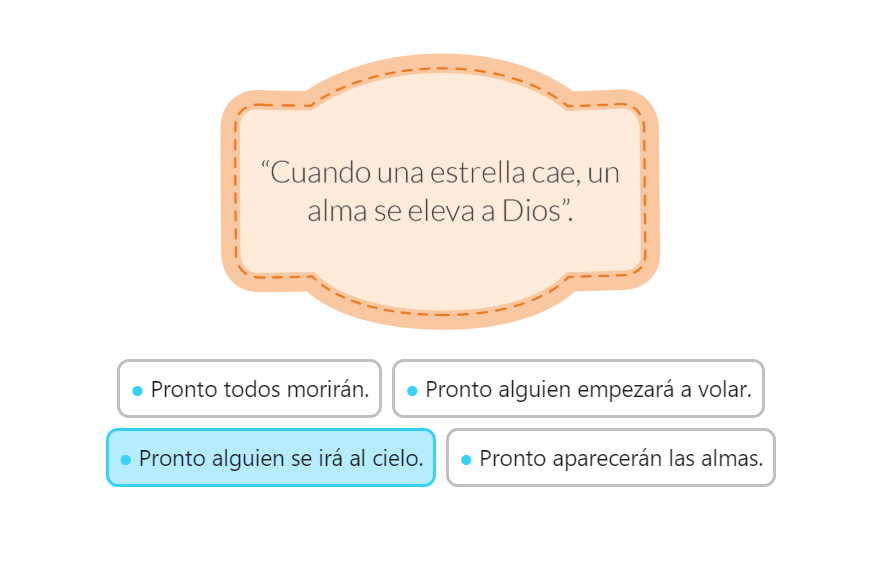 “Cuando una estrella cae, un
alma se eleva a Dios”.
Pronto todos morirán.
Pronto alguien empezará a volar.
Pronto alguien se irá al cielo.
Pronto aparecerán las almas.